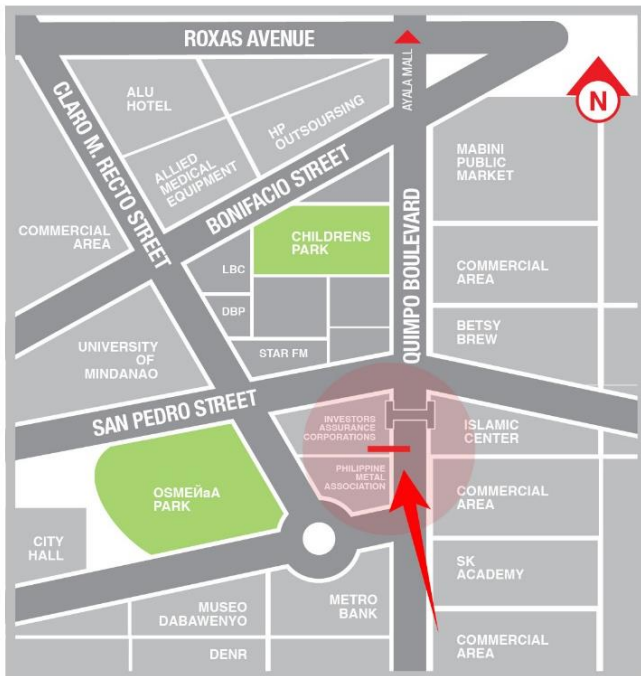 ROXAS AVENUE
AYALA MALL
N
CLARO M. RECTO STREET
ALU
HOTEL
HP
OUTSOURSING
ALLIED
MEDICAL
EQUIPMENT
BONIFACIO STREET
MABINI
PUBLIC
MARKET
COMMERCIAL
AREA
CHILDRENS
PARK
QUIMPO BOULEVARD
LBC
COMMERCIAL
AREA
DBP
BETSY
BREW
UNIVERSITY
OF
MINDANAO
STAR FM
SAN PEDRO STREET
INVESTORS
ASSURANCE
CORPORATIONS
ISLAMIC
CENTER
PHILIPPINE
METAL
ASSOCIATION
OSMEЙaA
PARK
COMMERCIAL
AREA
CITY
HALL
SK
ACADEMY
MUSEO
DABAWENYO
METRO
BANK
DENR
COMMERCIAL
AREA